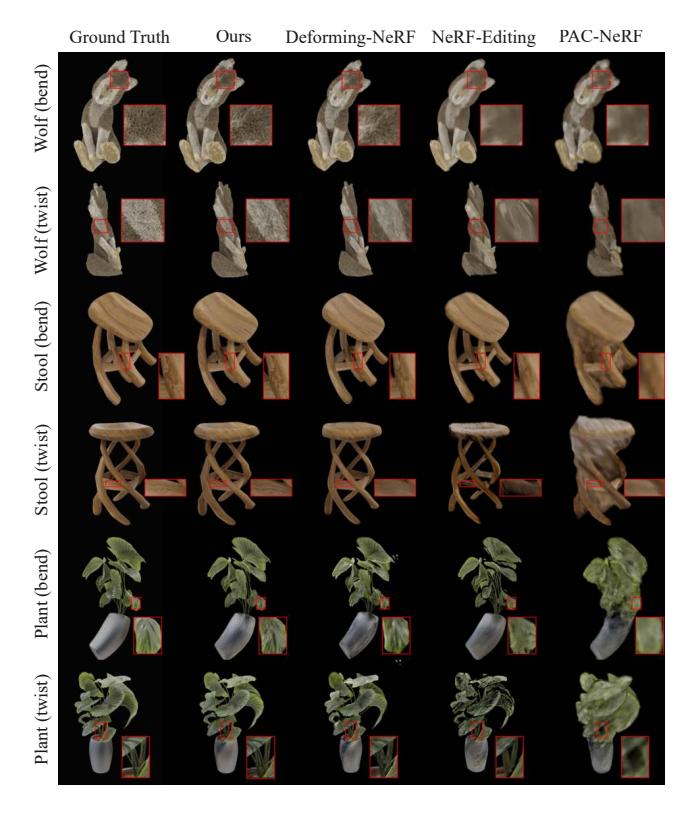 Ground Truth Ours Deforming-NeRF NeRF-Editing PAC-NeRF
Wolf (bend)
Wolf (twist)
Stool (bend)
Stool (twist)
Plant (bend)
Plant (twist)